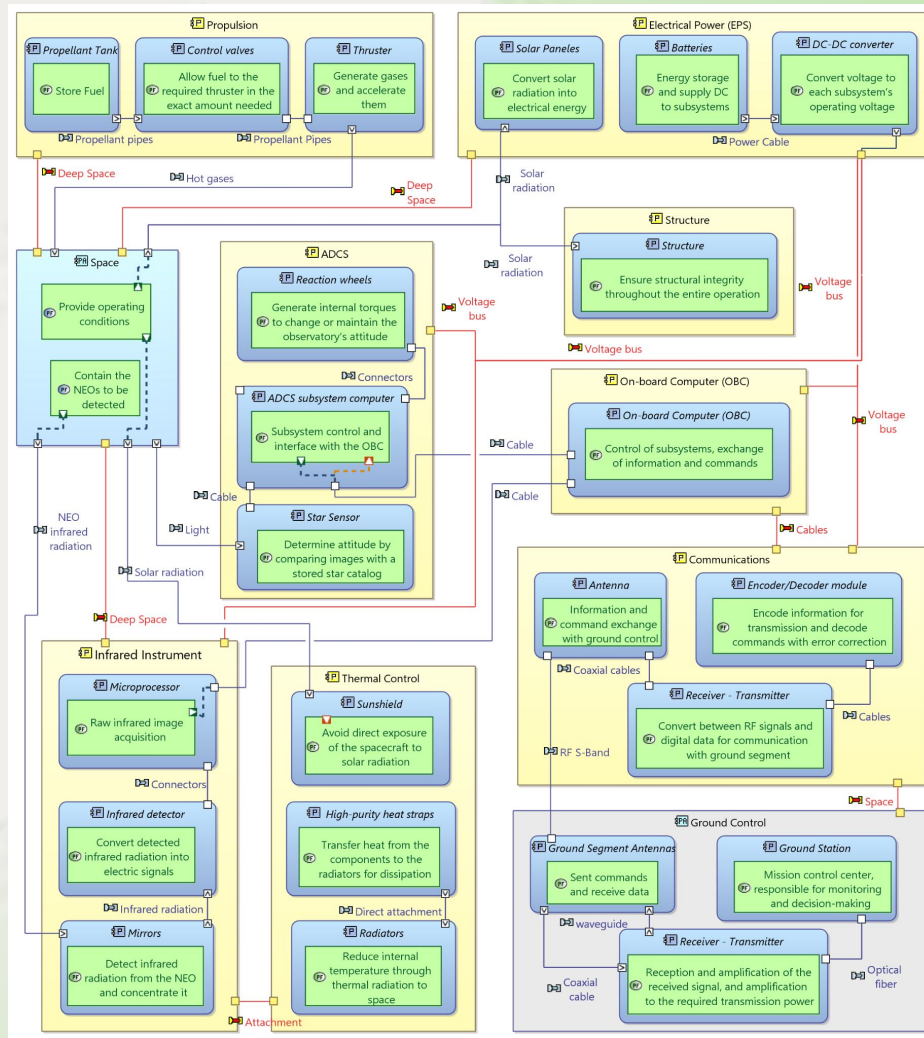 Propulsion
Propellant Tank
Store Fuel
Control valves
Allow fuel to the
required thruster in the
exact amount needed
Thruster
Generate gases
and accelerate
them
Propellant pipes
Propellant Pipes
Electrical Power (EPS)
Solar Paneles
Convert solar
radiation into
electrical energy
Batteries
Energy storage
and supply DC
to subsystems
DC-DC converter
Convert voltage to
each subsystem's
operating voltage
Power Cable
Deep Space
Hot gases
Deep
Space
Solar
radiation
Solar
radiation
Space
Provide operating
conditions
Contain the
NEOs to be
detected
ADCS
Reaction wheels
Generate internal torques
to change or maintain the
observatory's attitude
Connectors
ADCS subsystem computer
Subsystem control and
interface with the OBC
Cable
Star Sensor
Determine attitude by
comparing images with a
stored star catalog
Structure
Structure
Ensure structural integrity
throughout the entire operation
Voltage
bus
Voltage
bus
Voltage bus
Voltage
bus
On-board Computer (OBC)
On-board Computer (OBC)
Control of subsystems, exchange
of information and commands
Cable
Cable
Cables
NEO
infrared
radiation
Light
Solar radiation
Deep Space
Communications
Antenna
Information and
command exchange
with ground control
Encoder/Decoder module
Encode information for
transmission and decode
commands with error correction
Coaxial cables
Receiver - Transmitter
Convert between RF signals and
digital data for communication
with ground segment
Cables
RF S-Band
Space
Infrared Instrument
Microprocessor
Raw infrared image
acquisition
Connectors
Infrared detector
Convert detected
infrared radiation into
electric signals
Infrared radiation
Mirrors
Detect infrared
radiation from the NEO
and concentrate it
Thermal Control
Sunshield
Avoid direct exposure
of the spacecraft to
solar radiation
High-purity heat straps
Transfer heat from the
components to the
radiators for dissipation
Direct attachment
Radiators
Reduce internal
temperature through
thermal radiation to
space
Attachment
Ground Control
Ground Segment Antennas
Sent commands
and receive data
Ground Station
Mission control center,
responsible for monitoring
and decision-making
waveguide
Receiver - Transmitter
Reception and amplification of the
received signal, and amplification
to the required transmission power
Coaxial
cable
Optical
fiber